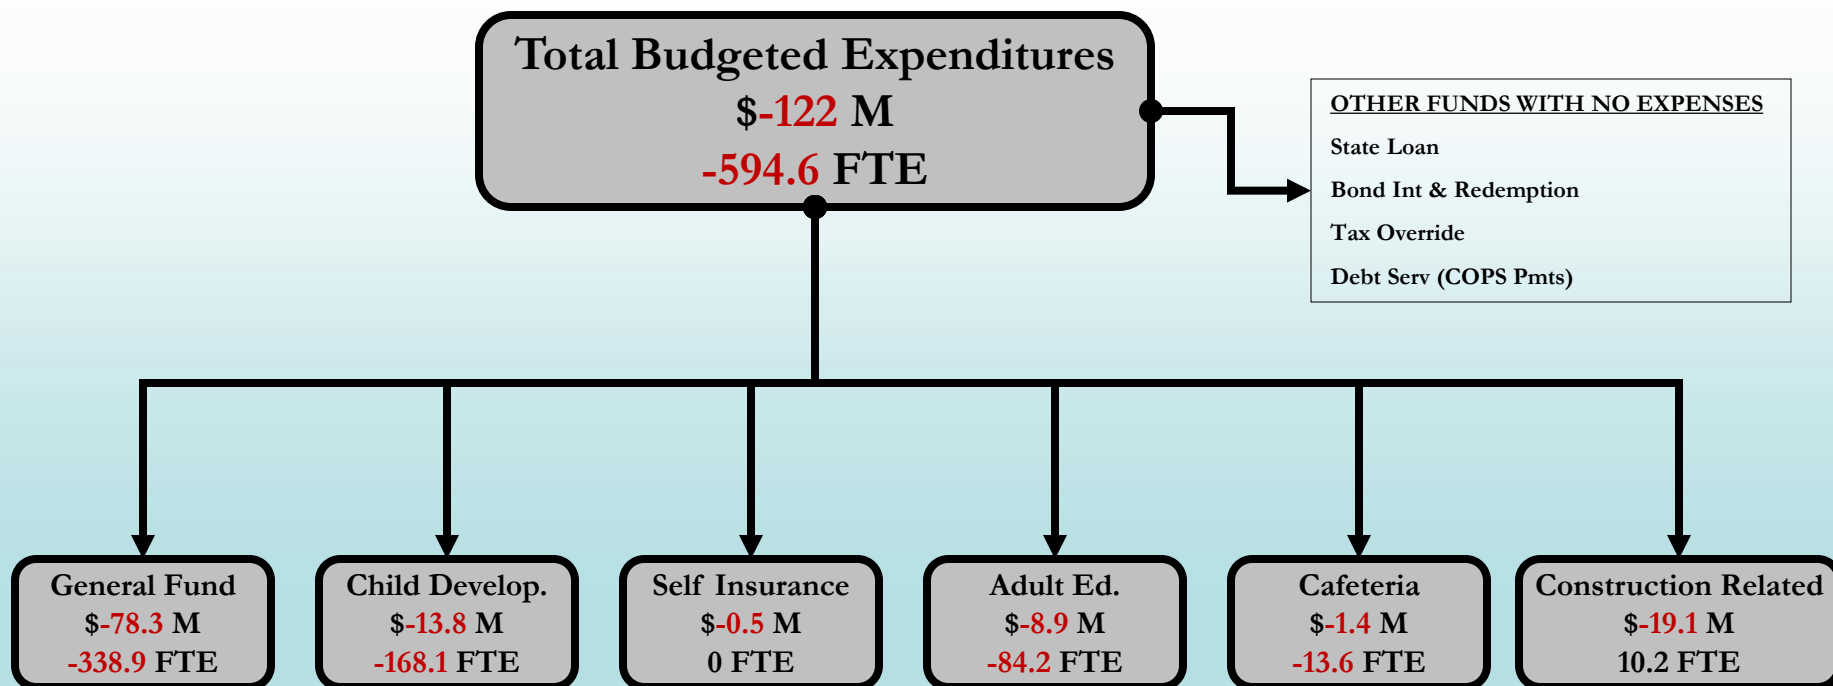 Total Budgeted Expenditures
$-122 M
-594.6 FTE
OTHER FUNDS WITH NO EXPENSES
State Loan
Bond Int & Redemption
Tax Override
Debt Serv (COPS Pmts)
General Fund
$-78.3 M
-338.9 FTE
Child Develop.
$-13.8 M
-168.1 FTE
Self Insurance
$-0.5 M
0 FTE
Adult Ed.
$-8.9 M
-84.2 FTE
Cafeteria
$-1.4 M
-13.6 FTE
Construction Related
$-19.1 M
10.2 FTE